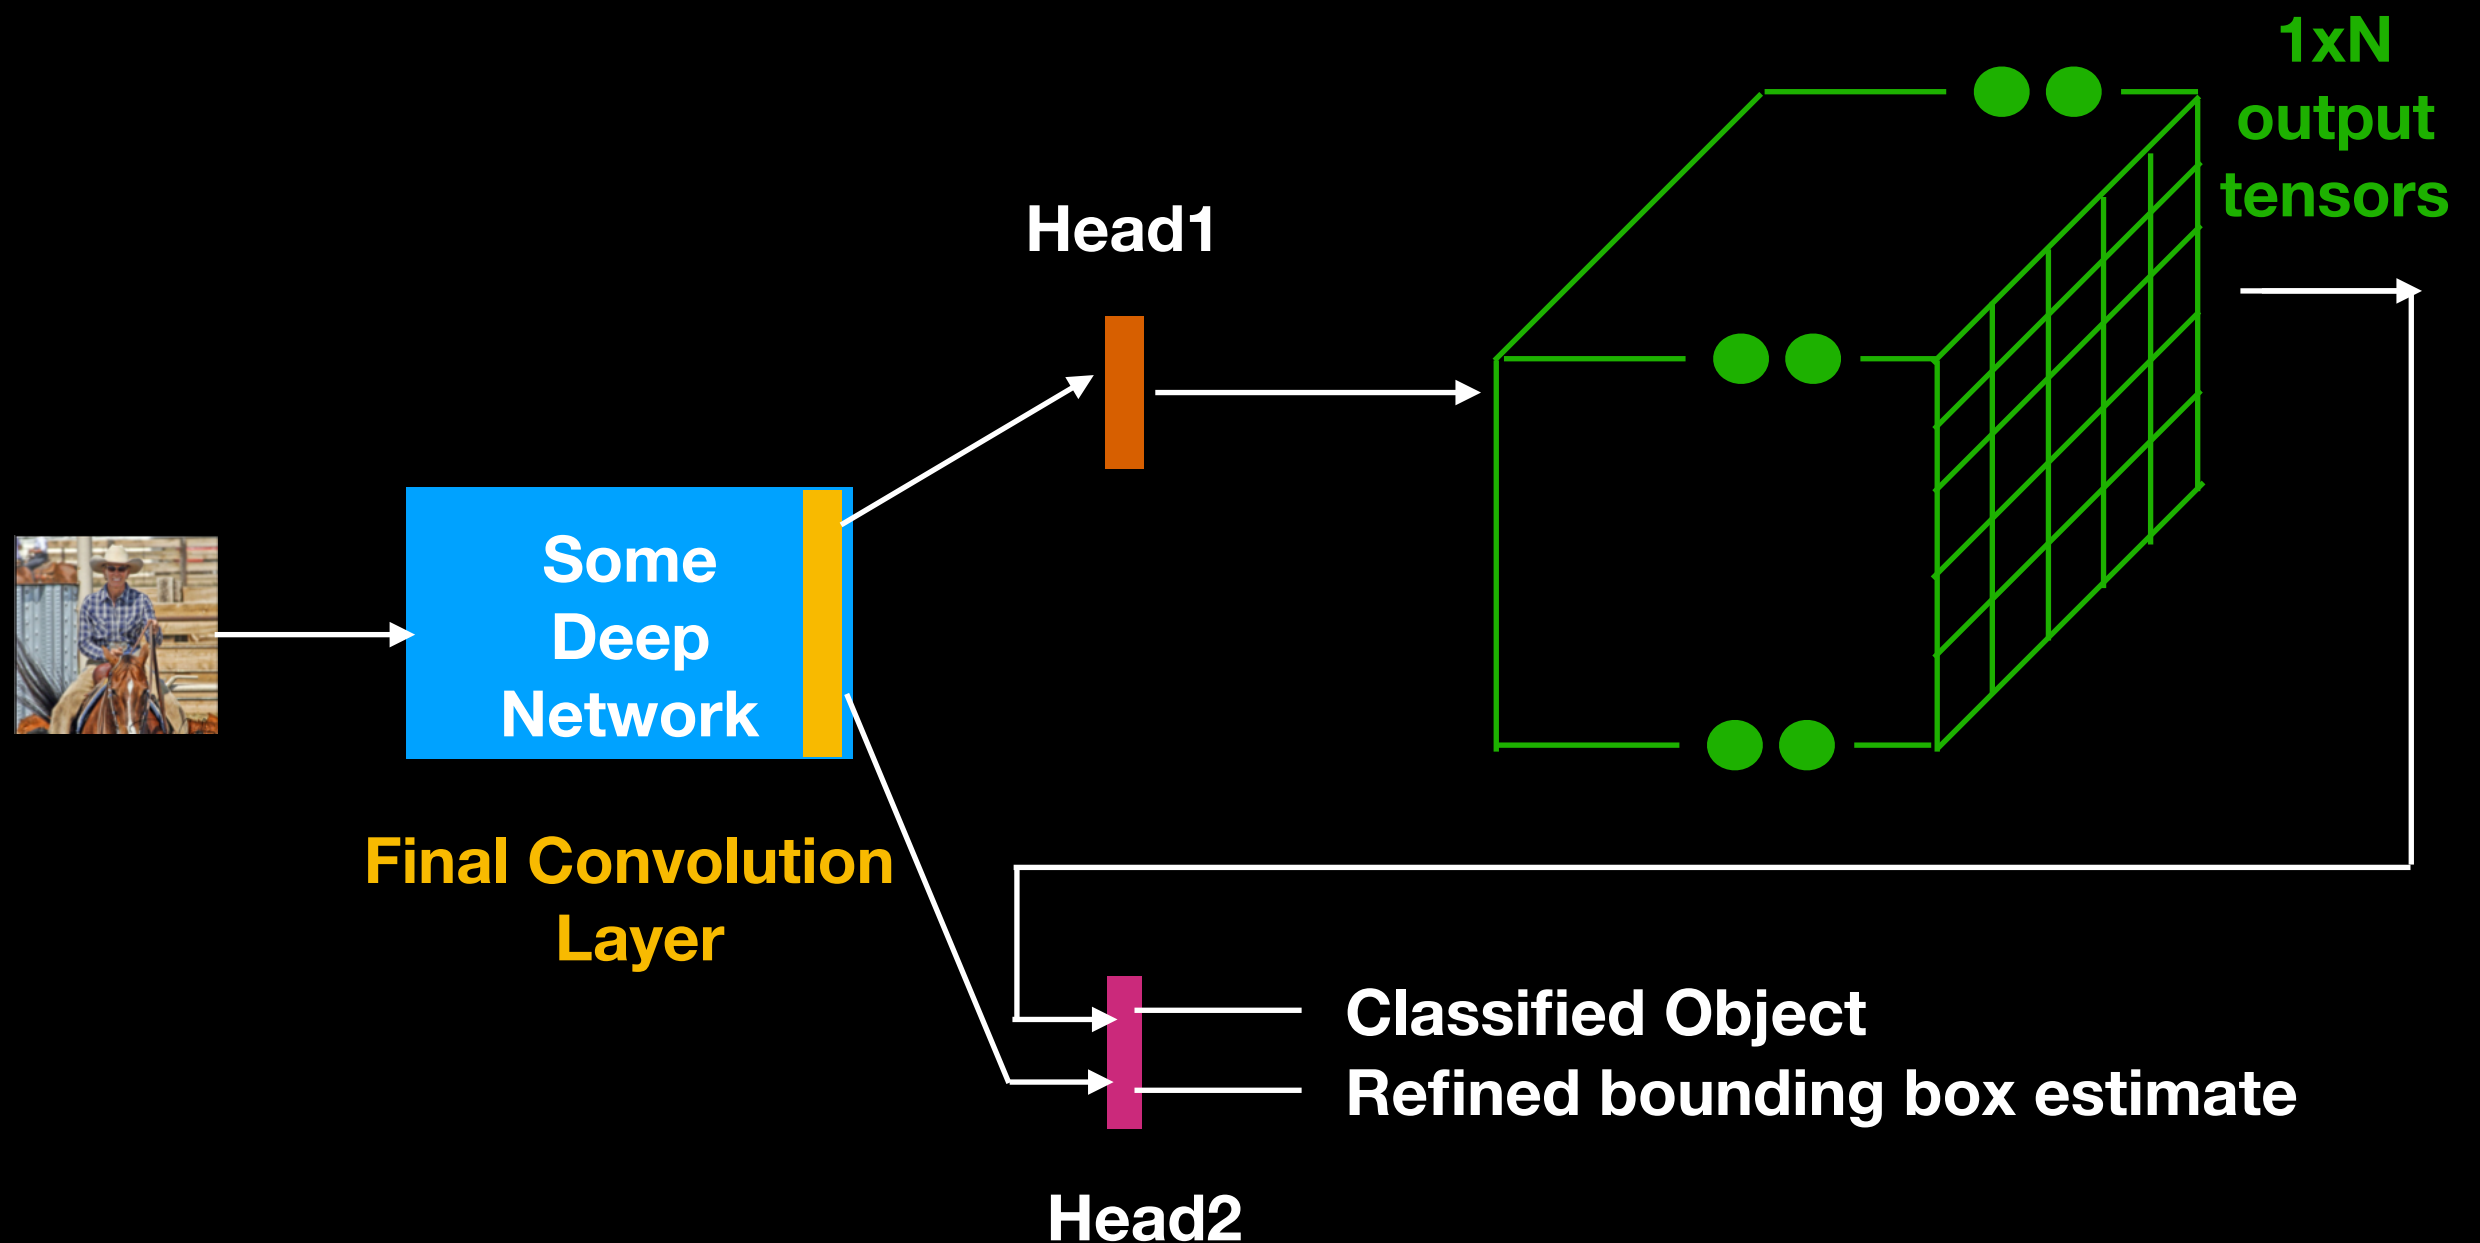 1xN
output
tensors
Head1
Some
Deep
Network
Final Convolution
Layer
Classified Object
Refined bounding box estimate
Head2